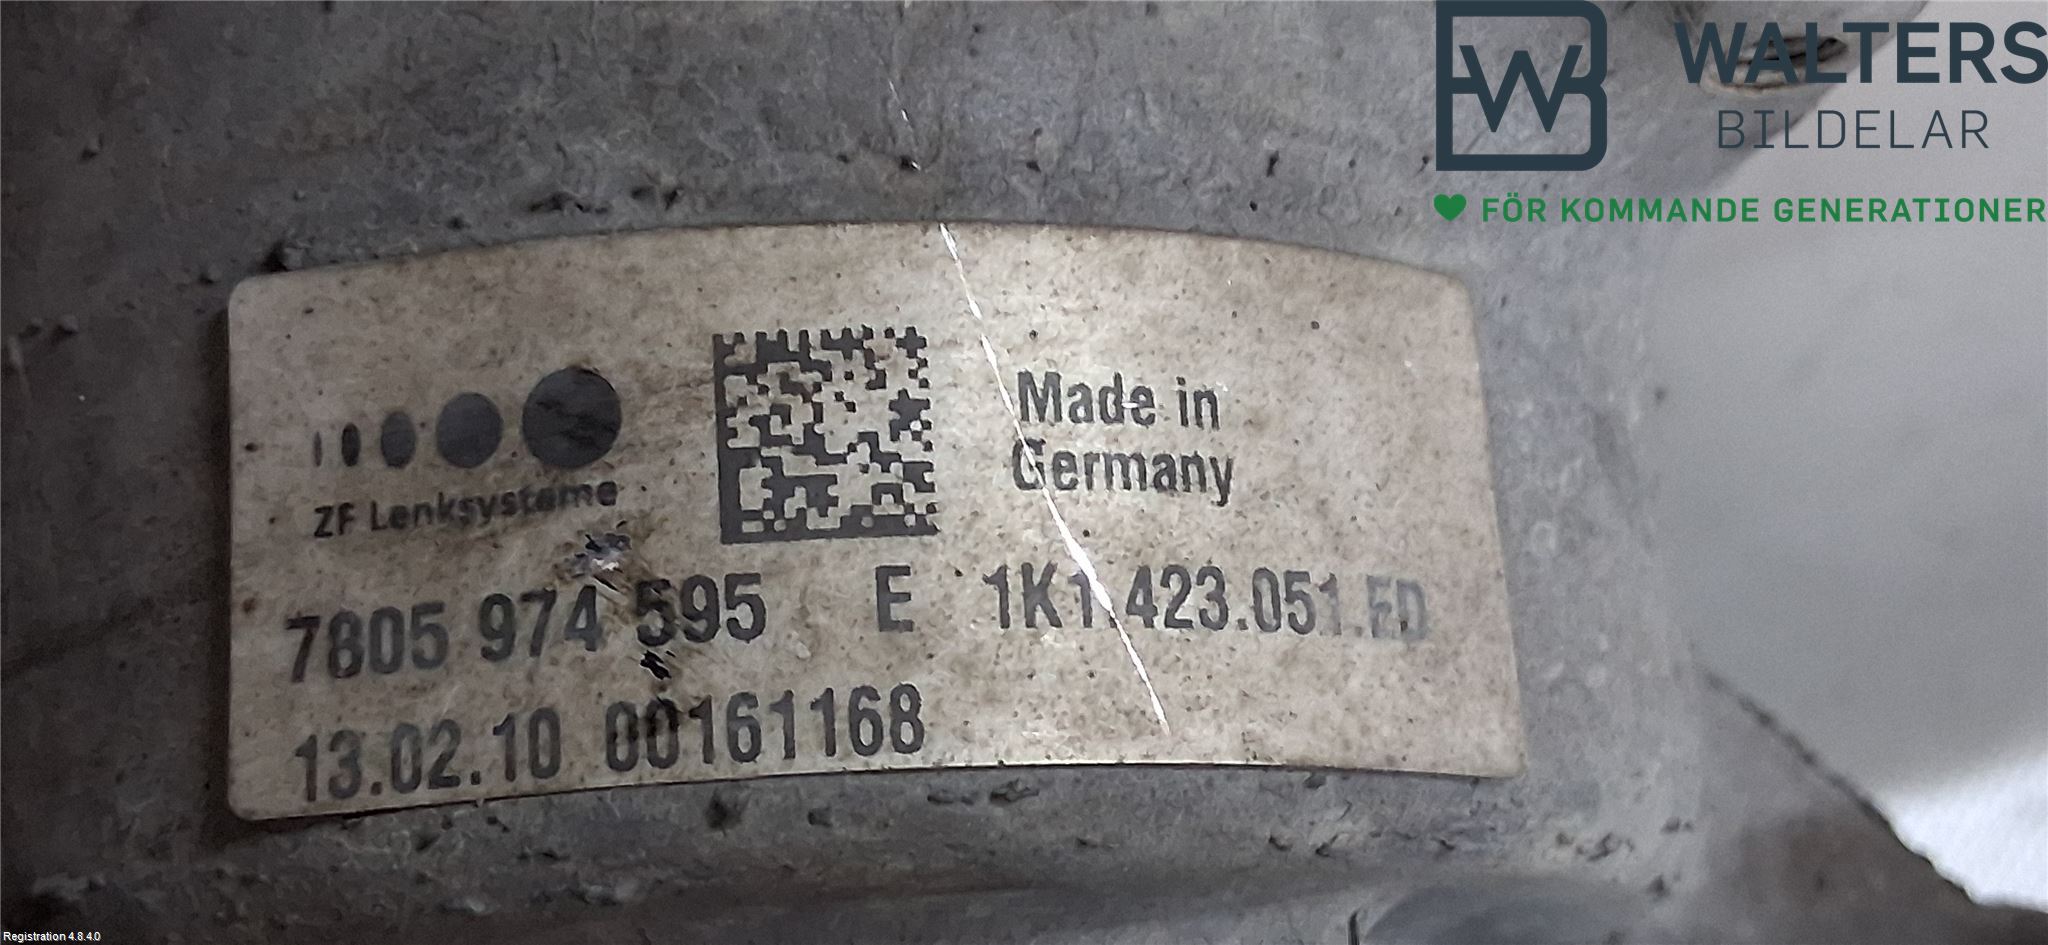 WALTERS
BILDELAR
FÖR KOMMANDE GENERATIONER
ZF Lenksysteme
Made in
Germany
7805 974 595 E 1K1.423.051.ED
13.02.10 00161168
Registration 4.8.4.0